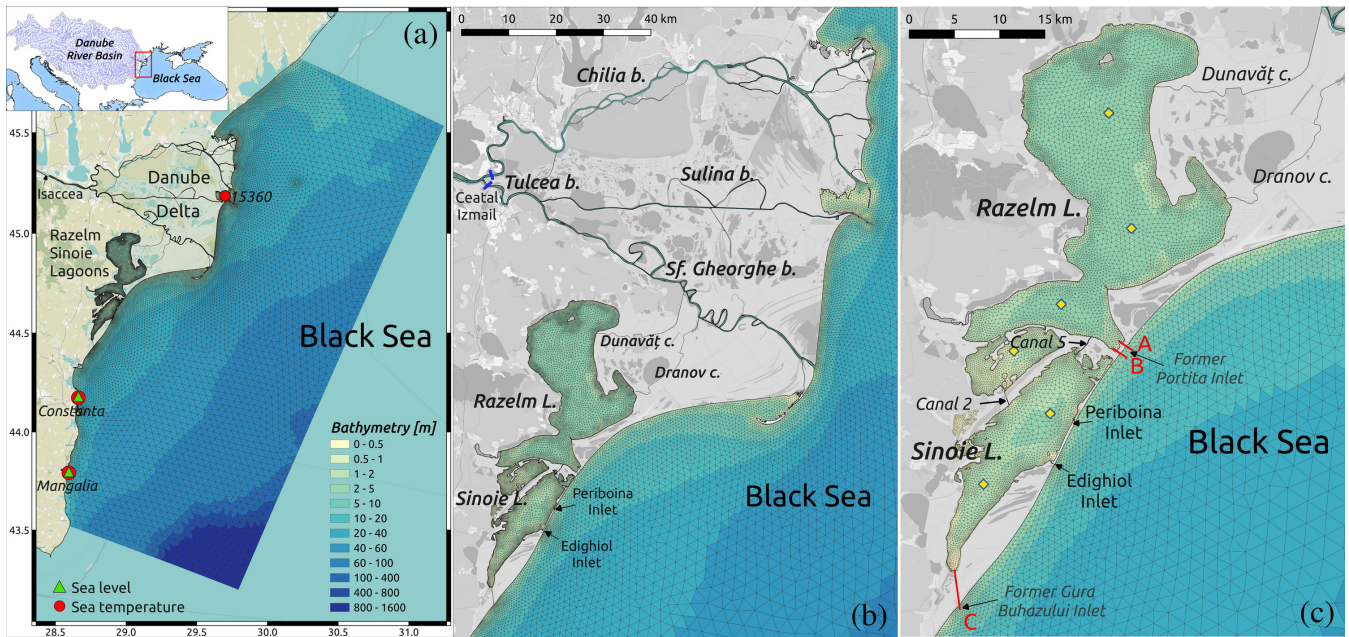 Danube
River Basin
Black Sea
(a)
45.5
45.0
44.5
44.0
43.5
Isaccea
Danube
Delta
15360
Razelm
Sinoie
Lagoons
Black Sea
Constanta
Mangalia
Bathymetry [m]
0 - 0.5
0.5 - 1
1 - 2
2 - 5
5 - 10
10 - 20
20 - 40
40 - 60
60 - 100
100 - 400
400 - 800
800 - 1600
Sea level
Sea temperature
28.5 29.0 29.5 30.0 30.5 31.0
0 10 20 30 40 km
(b)
Chilia b.
Tulcea b.
Sulina b.
Ceatal
Izmail
Sf. Gheorghe b.
Dunavăţ c.
Dranov c.
Razelm L.
Sinoie L.
Periboina
Inlet
Edighiol
Inlet
Black Sea
0 5 10 15 km
(c)
Dunavăţ c.
Dranov c.
Razelm L.
Canal 5
A
B
Former
Portita Inlet
Canal 2
Periboina
Inlet
Sinoie L.
Black Sea
Edighiol
Inlet
C
Former Gura
Buhazului Inlet